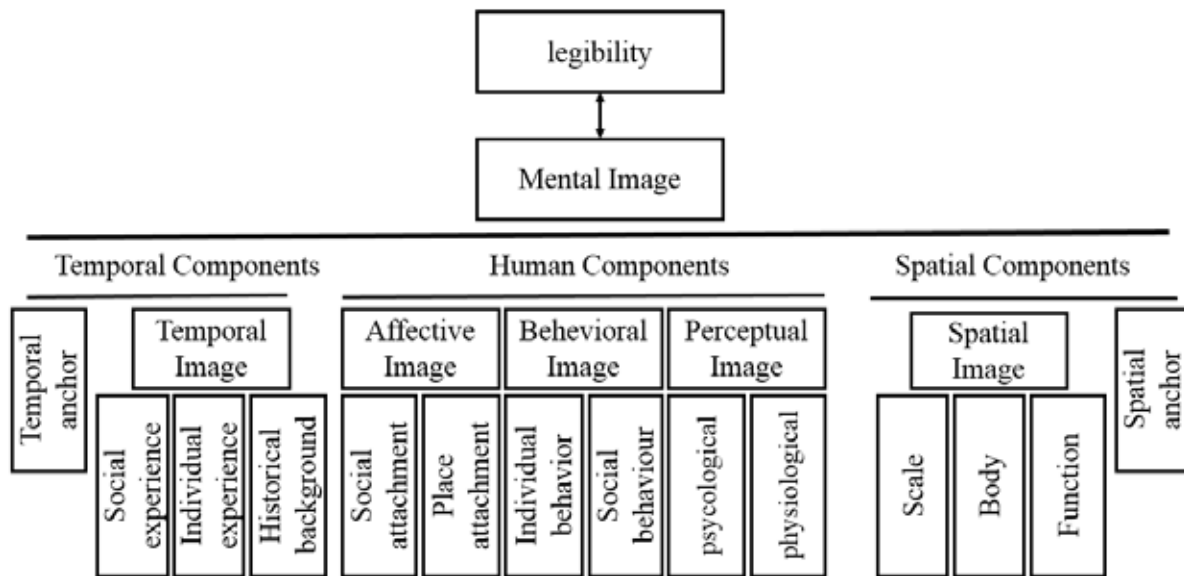 legibility
Mental Image
Temporal Components
Human Components
Spatial Components
Temporal
anchor
Temporal
Image
Social
experience
Individual
experience
Historical
background
Affective
Image
Social
attachment
Place
attachment
Behevioral
Image
Individual
behavior
Social
behaviour
Perceptual
Image
psycological
physiological
Spatial
Image
Scale
Body
Function
Spatial
anchor